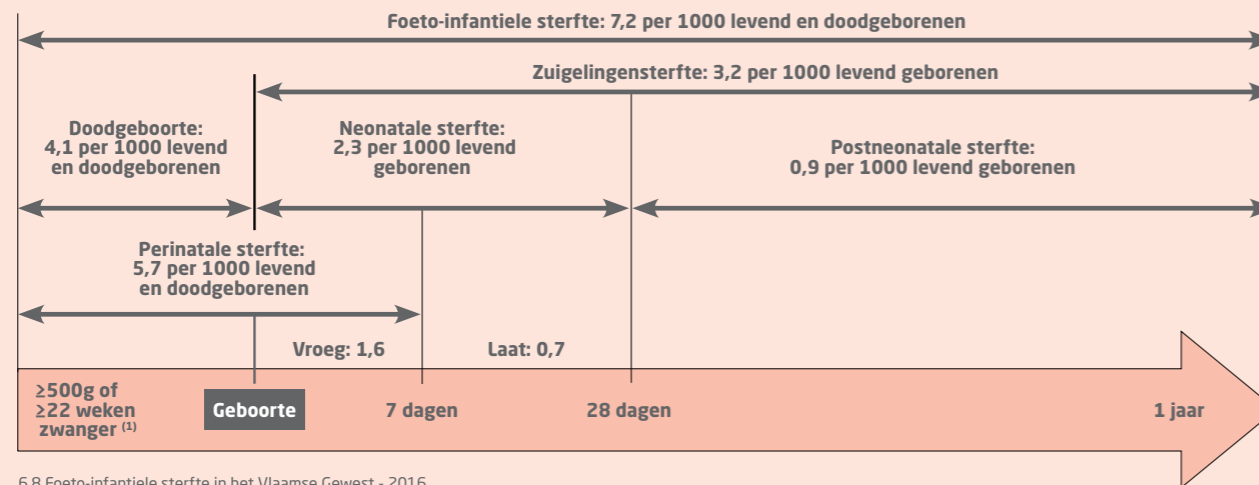 Foeto-infantiele sterfte: 7,2 per 1000 levend en doodgeborenen
Zuigelingensterfte: 3,2 per 1000 levend geborenen
Doodgeboorte:
4,1 per 1000 levend
en doodgeborenen
Neonatale sterfte:
2,3 per 1000 levend
geborenen
Postneonatale sterfte:
0,9 per 1000 levend geborenen
Perinatale sterfte:
5,7 per 1000 levend
en doodgeborenen
Vroeg: 1,6
Laat: 0,7
≥500g of
≥22 weken
zwanger (1)
Geboorte
7 dagen
28 dagen
1 jaar
6.8 Foeto-infantiele sterfte in het Vlaamse Gewest - 2016